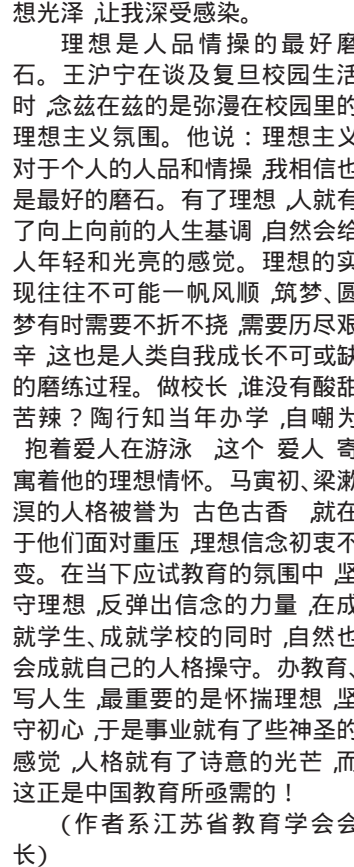 想光泽,让我深受感染。
理想是人品情操的最好磨
石。王沪宁在谈及复旦校园生活
时,念兹在兹的是弥漫在校园里的
理想主义氛围。他说:理想主义
对于个人的人品和情操,我相信也
是最好的磨石。有了理想,人就有
了向上向前的人生基调,自然会给
人年轻和光亮的感觉。理想的实
现往往不可能一帆风顺,筑梦、圆
梦有时需要不折不挠,需要历尽艰
辛,这也是人类自我成长不可或缺
的磨练过程。做校长,谁没有酸甜
苦辣?陶行知当年办学,自嘲为
抱着爱人在游泳 ,这个 爱人 寄
寓着他的理想情怀。马寅初、梁漱
溟的人格被誉为 古色古香 ,就在
于他们面对重压,理想信念初衷不
变。在当下应试教育的氛围中,坚
守理想,反弹出信念的力量,在成
就学生、成就学校的同时,自然也
会成就自己的人格操守。办教育、
写人生,最重要的是怀揣理想,坚
守初心,于是事业就有了些神圣的
感觉,人格就有了诗意的光芒,而
这正是中国教育所亟需的!
(作者系江苏省教育学会会
长)